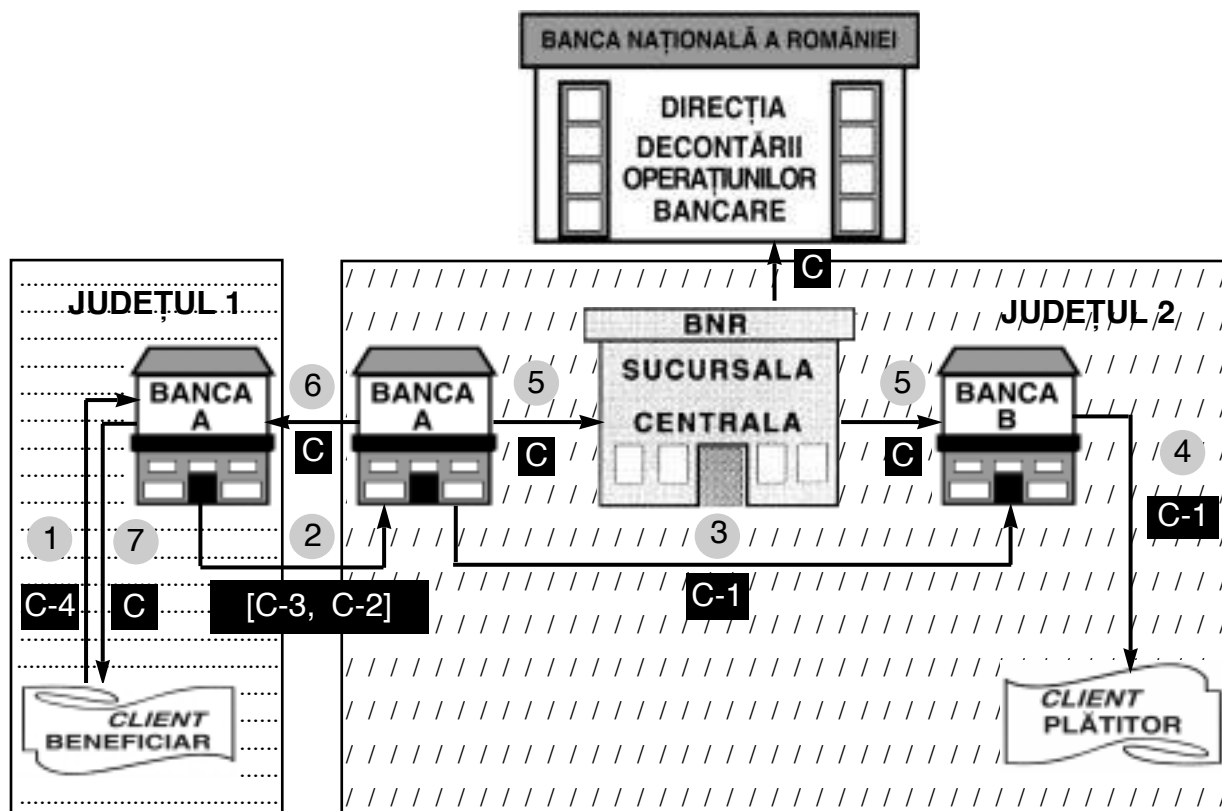 BANCA NAȚIONALĂ A ROMÂNIEI
DIRECȚIA
DECONTĂRII
OPERAȚIUNILOR
BANCARE
C
JUDEȚUL 1
JUDEȚUL 2
BNR
SUCURSALA
CENTRALA
BANCA
A
6
C
BANCA
A
5
C
5
C
BANCA
B
4
C-1
1
C-4
7
C
2
[C-3, C-2]
3
C-1
CLIENT
BENEFICIAR
CLIENT
PLĂTITOR